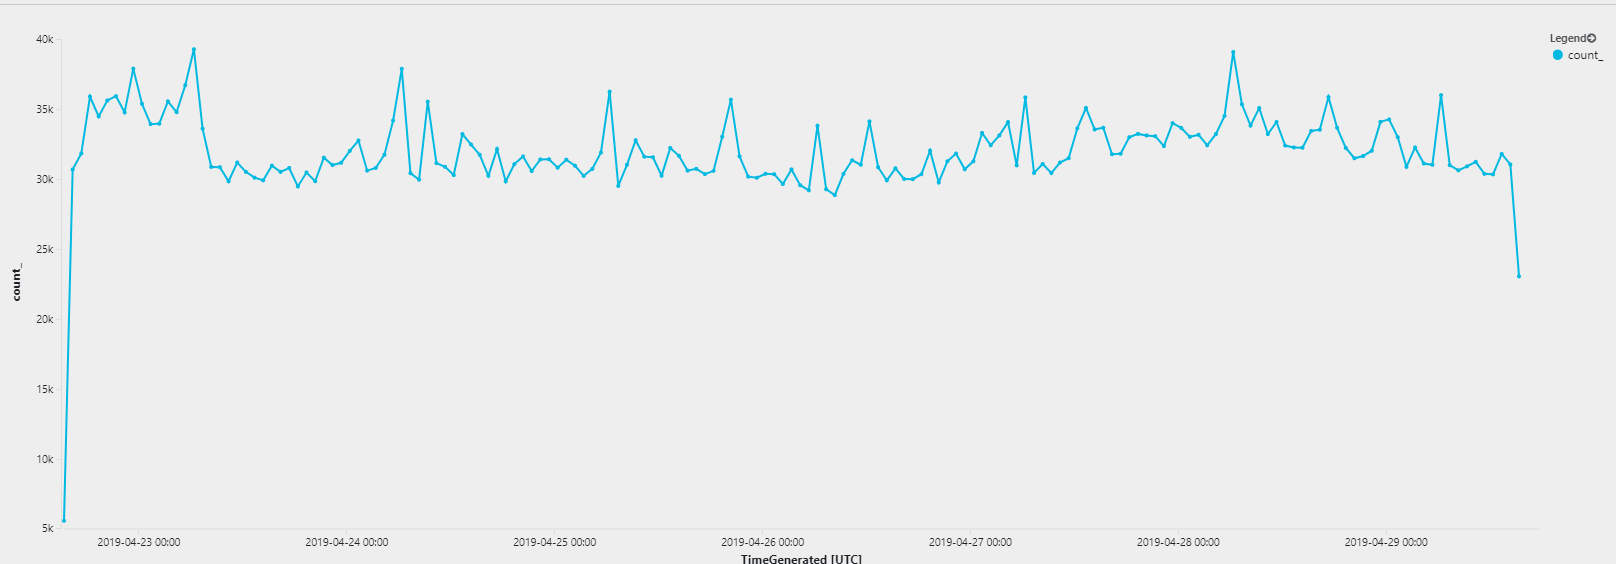 40k
35k
30k
25k
20k
15k
10k
5k
count_
2019-04-23 00:00
2019-04-24 00:00
2019-04-25 00:00
2019-04-26 00:00
2019-04-27 00:00
2019-04-28 00:00
2019-04-29 00:00
TimeGenerated [UTC]
Legend
count_